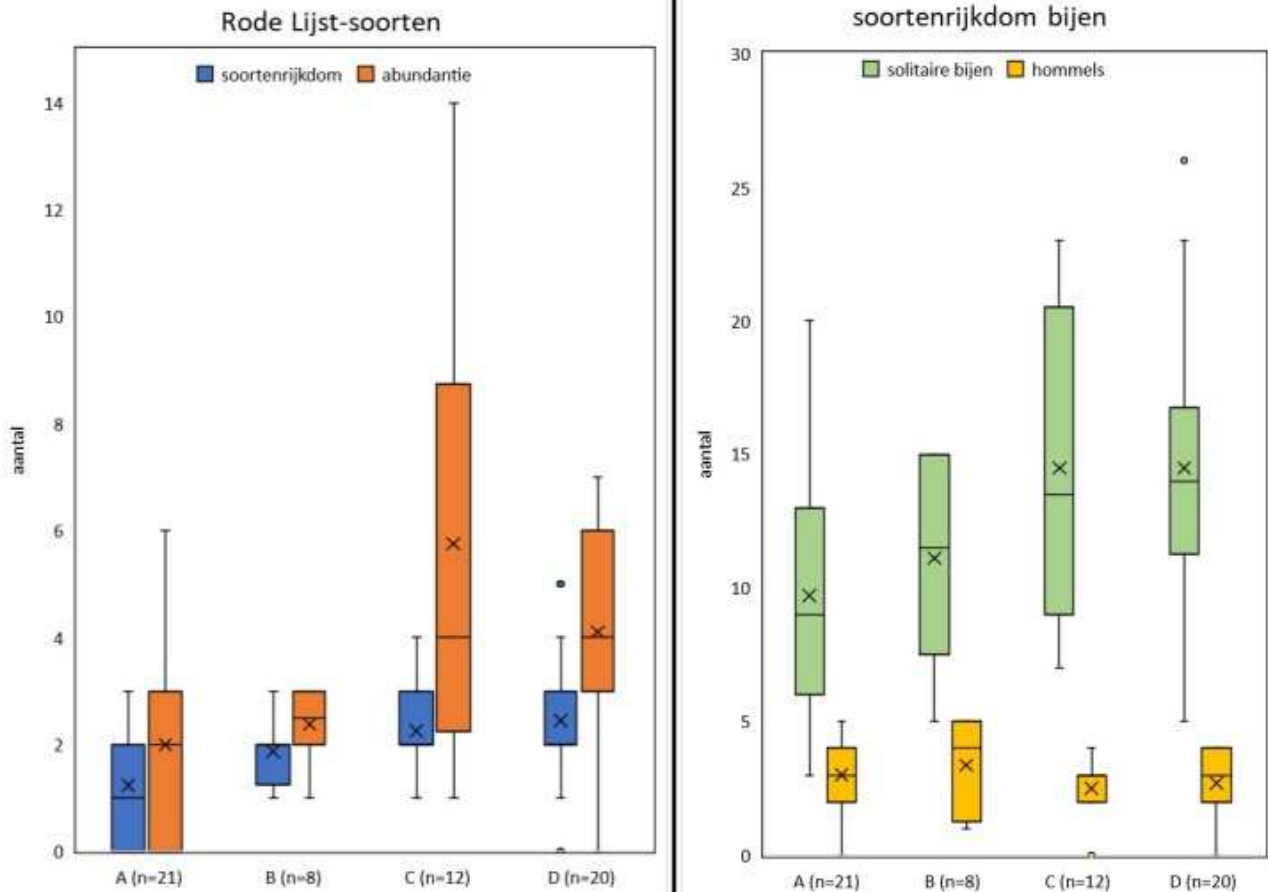 Rode Lijst-soorten
soortenrijkdom abundantie
14
12
10
8
6
4
2
0
aantal
A (n=21) B (n=8) C (n=12) D (n=20)
soortenrijkdom bijen
solitaire bijen hommels
30
25
20
15
10
5
0
aantal
A (n=21) B (n=8) C (n=12) D (n=20)